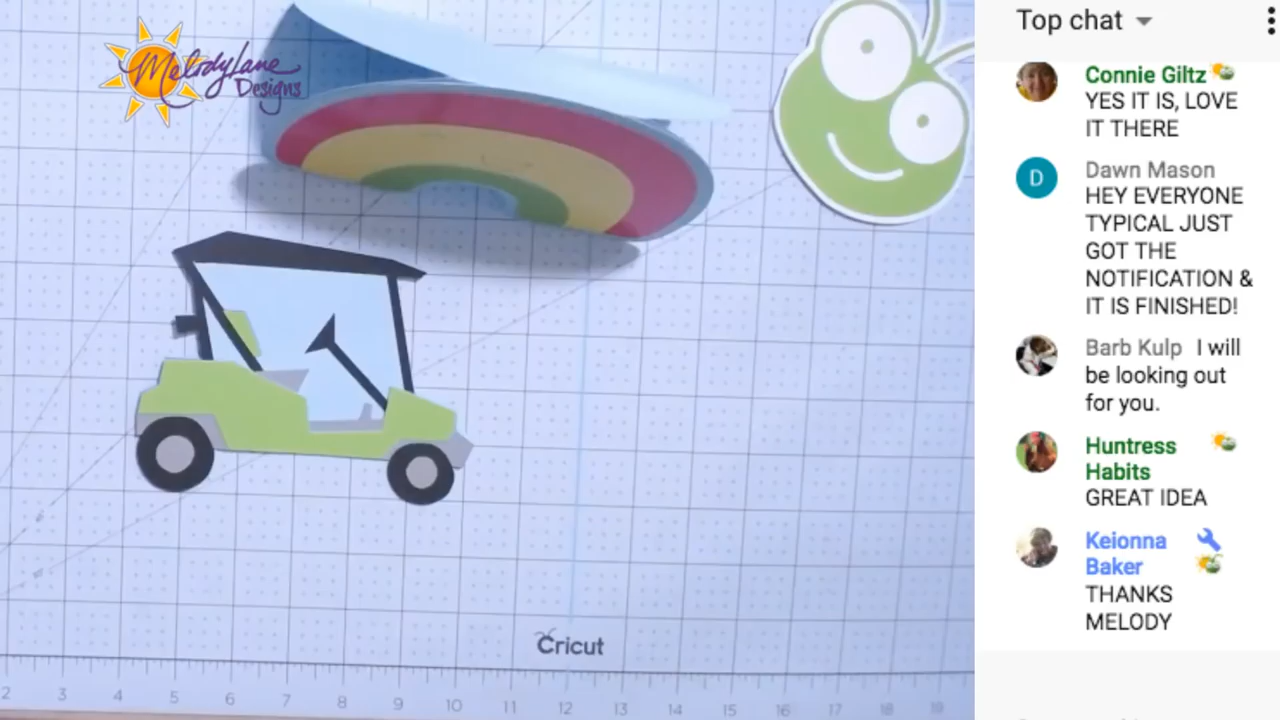 MelodyLane
Designs
Cricut
2 3 4 5 6 7 8 9 10 11 12 13 14 15 16 17 18 19
Top chat
Connie Giltz
YES IT IS, LOVE
IT THERE
D
Dawn Mason
HEY EVERYONE
TYPICAL JUST
GOT THE
NOTIFICATION &
IT IS FINISHED!
Barb Kulp I will
be looking out
for you.
Huntress
Habits
GREAT IDEA
Keionna
Baker
THANKS
MELODY